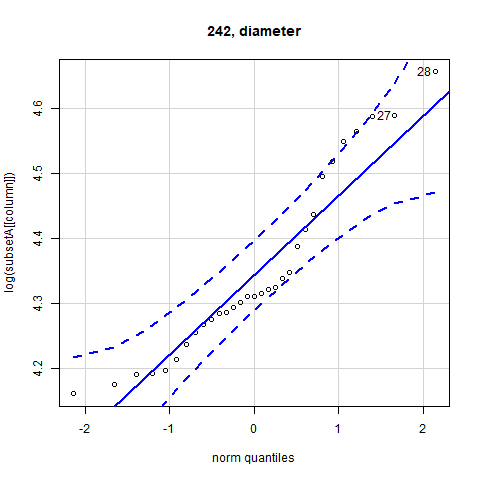 242, diameter
log(subsetA[[column]])
4.6
4.5
4.4
4.3
4.2
28
27
-2 -1 0 1 2
norm quantiles